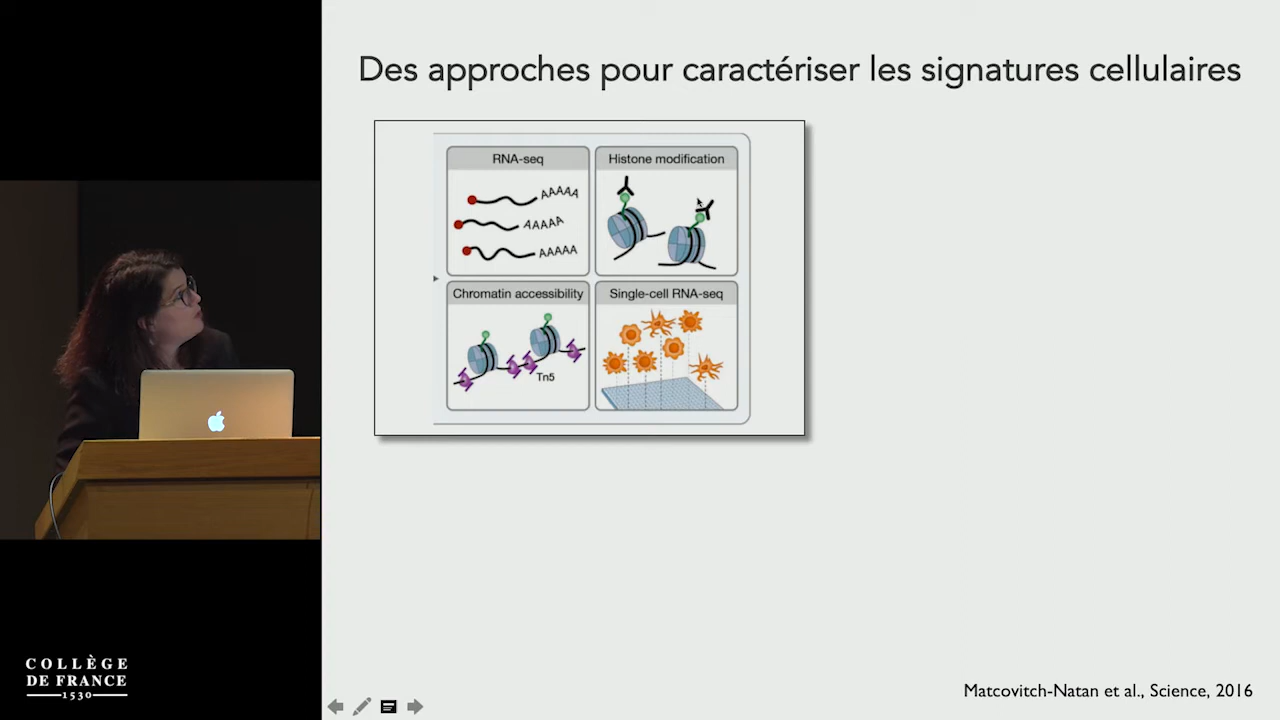 Des approches pour caractériser les signatures cellulaires
RNA-seq
Histone modification
AAAAA
AAAAA
AAAAA
Chromatin accessibility
Single-cell RNA-seq
Tn5
COLLÈGE
DE FRANCE
1530
Matcovitch-Natan et al., Science, 2016